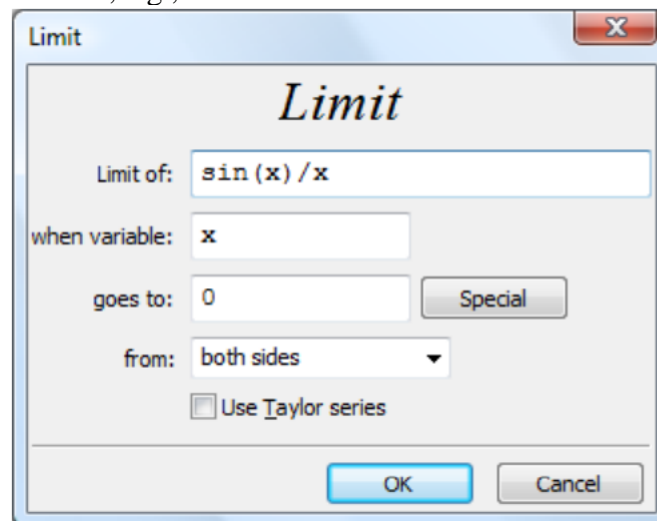 Limit
Limit
Limit of: sin(x)/x
when variable: x
goes to: 0 Special
from: both sides
Use Taylor series
OK Cancel